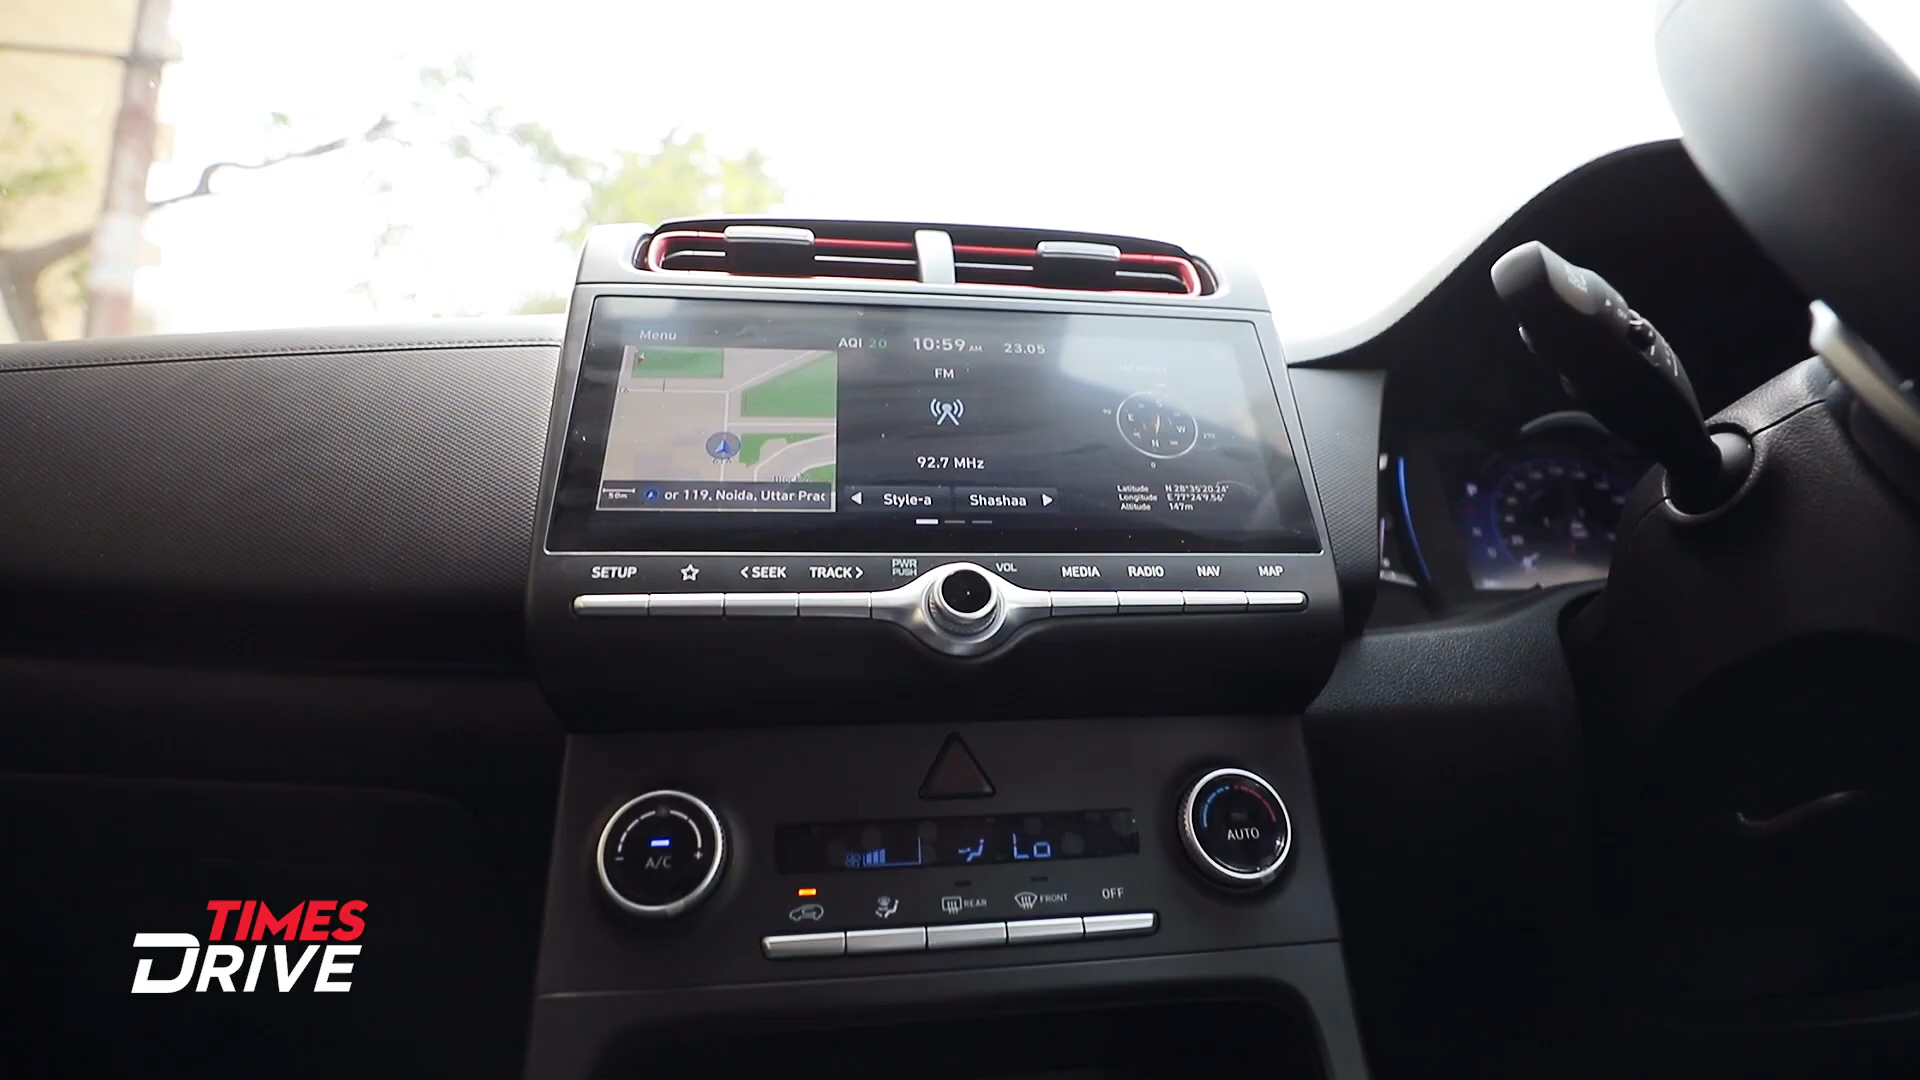 Menu
AQI 20 10:59 AM 23.05
FM
92.7 MHz
50m or 119, Noida, Uttar Prac
Style-a Shashaa
E W
N
Latitude N 28°35'20.24"
Longitude E 77°24'9.56"
Altitude 147m
SETUP < SEEK TRACK > PWR PUSH VOL MEDIA RADIO NAV MAP
A/C
Lo
AUTO
REAR FRONT OFF
TIMES
DRIVE